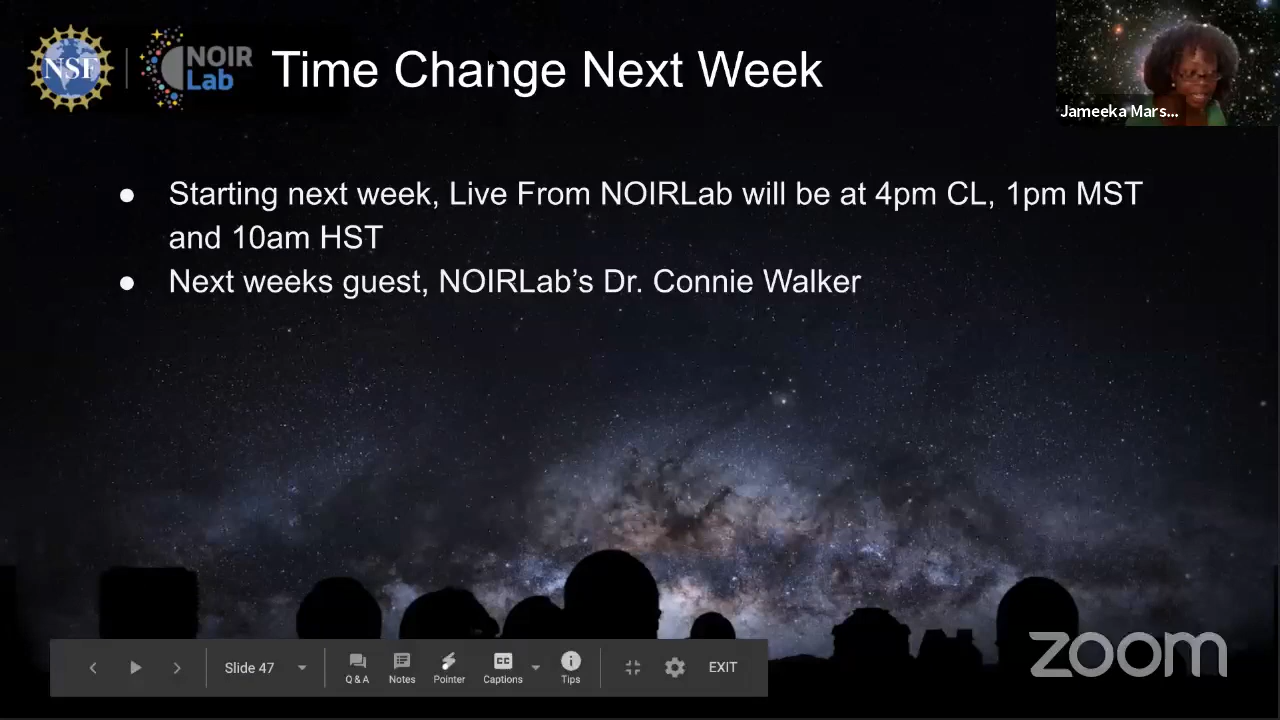 NSF
NOIR
Lab
Time Change Next Week
Jameeka Mars...
● Starting next week, Live From NOIRLab will be at 4pm CL, 1pm MST
and 10am HST
● Next weeks guest, NOIRLab’s Dr. Connie Walker
Slide 47
Q & A
Notes
Pointer
CC
Captions
Tips
EXIT
zoom